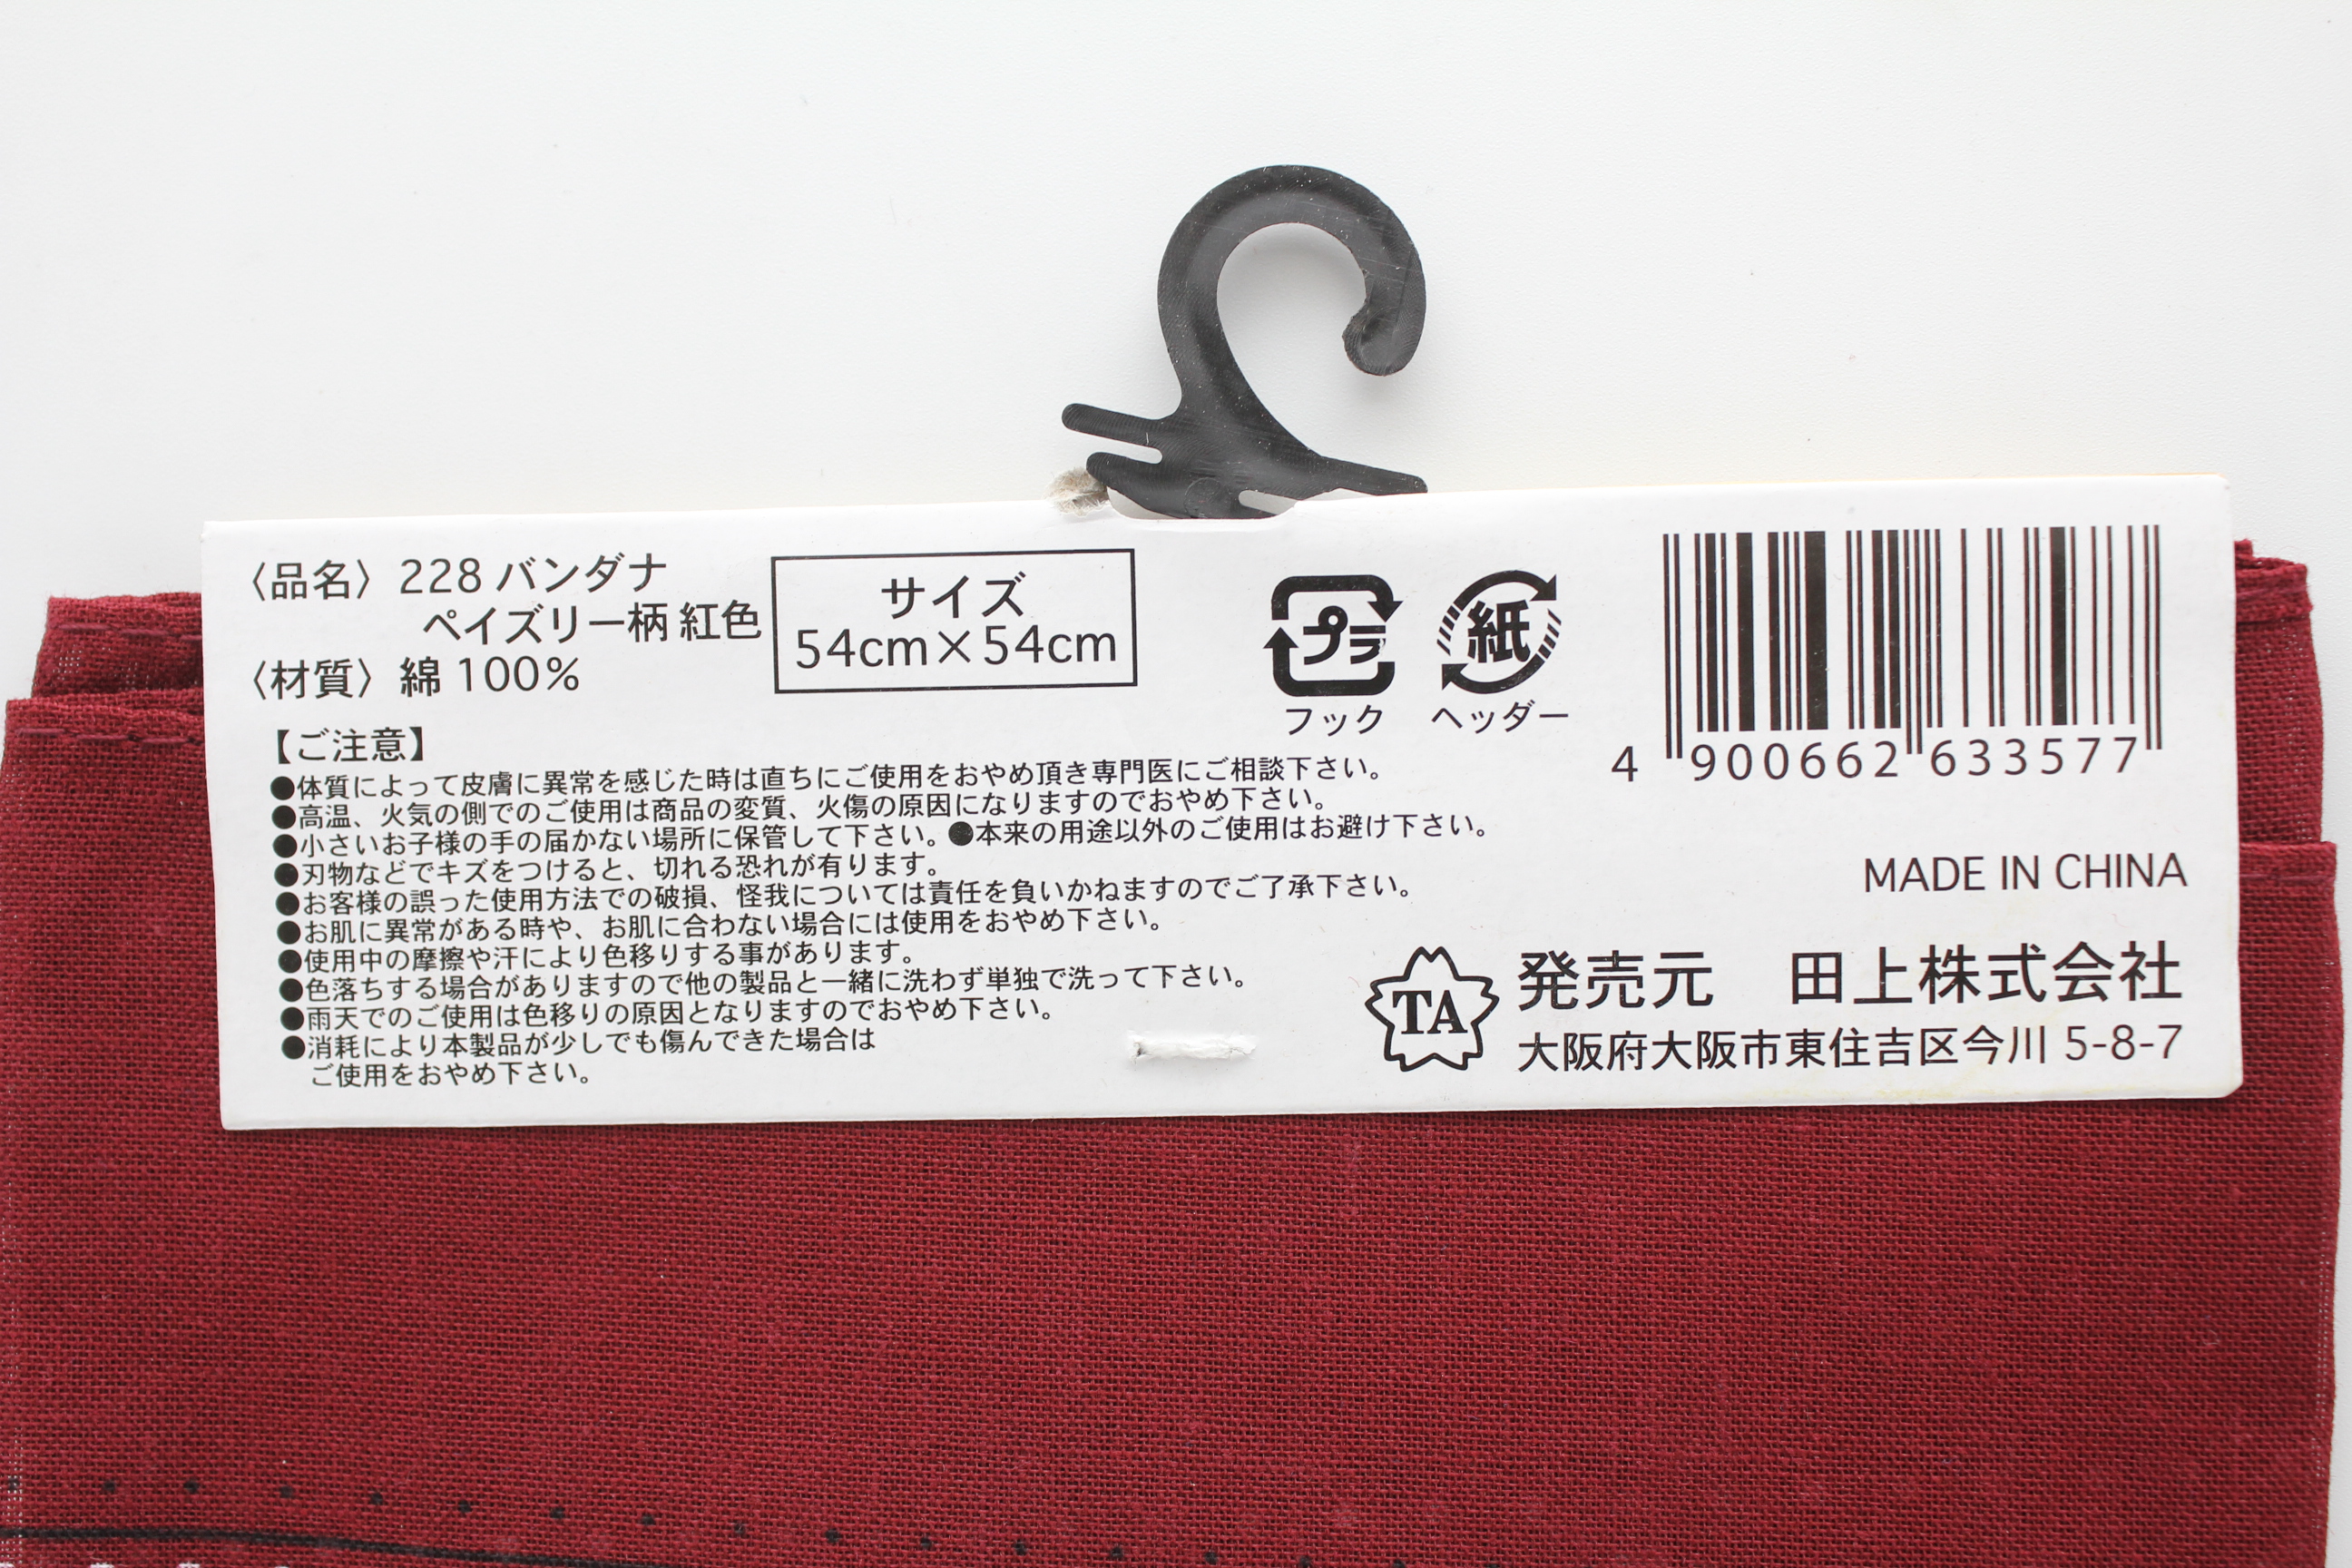 〈品名〉228 バンダナ
ペイズリー柄 紅色
〈材質〉綿 100%
サイズ
54cm×54cm
プラ
フック
紙
ヘッダー
4 900662 633577
【ご注意】
●体質によって皮膚に異常を感じた時は直ちにご使用をおやめ頂き専門医にご相談下さい。
●高温、火気の側でのご使用は商品の変質、火傷の原因になりますのでおやめ下さい。
●小さいお子様の手の届かない場所に保管して下さい。●本来の用途以外のご使用はお避け下さい。
●刃物などでキズをつけると、切れる恐れが有ります。
●お客様の誤った使用方法での破損、怪我については責任を負いかねますのでご了承下さい。
●お肌に異常がある時や、お肌に合わない場合には使用をおやめ下さい。
●使用中の摩擦や汗により色移りする事があります。
●色落ちする場合がありますので他の製品と一緒に洗わず単独で洗って下さい。
●雨天でのご使用は色移りの原因となりますのでおやめ下さい。
●消耗により本製品が少しでも傷んできた場合は
ご使用をおやめ下さい。
MADE IN CHINA
TA
発売元　田上株式会社
大阪府大阪市東住吉区今川 5-8-7